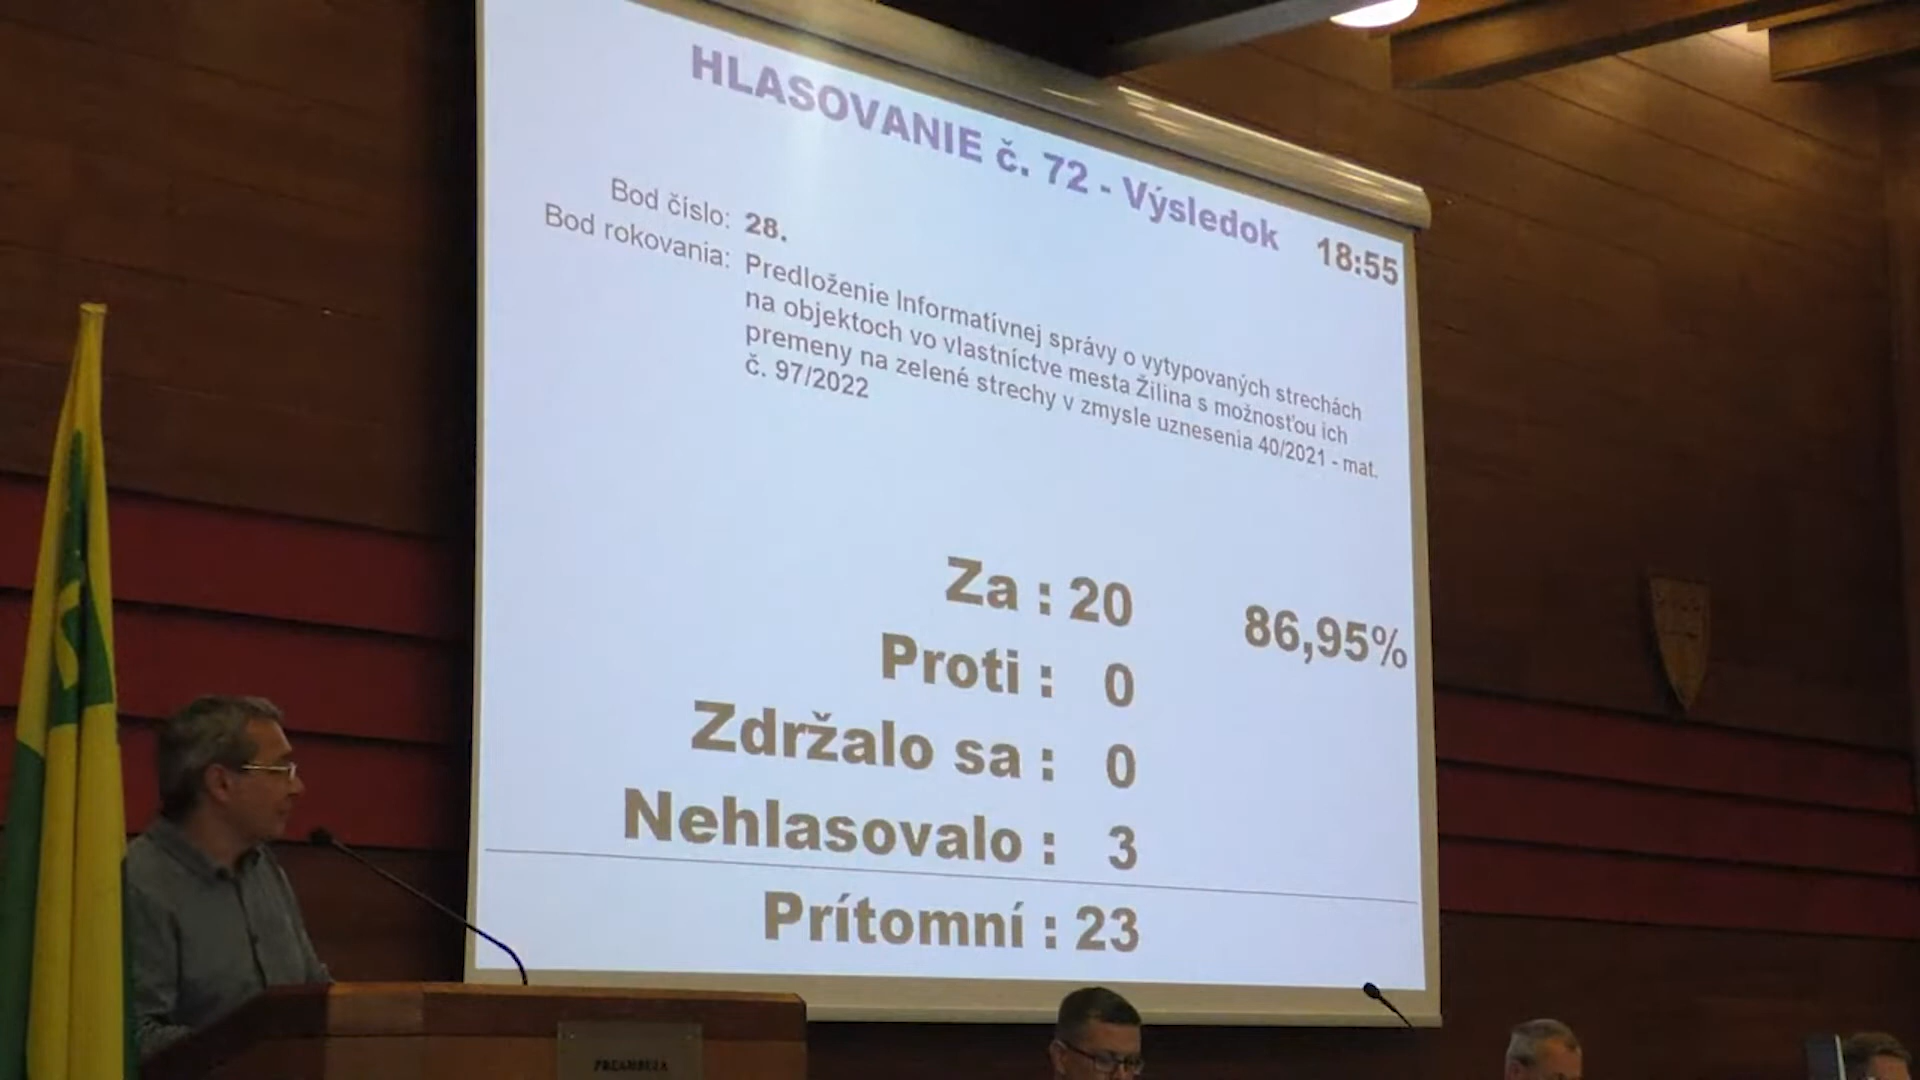 HLASOVANIE č. 72 - Výsledok 18:55
Bod číslo: 28.
Bod rokovania: Predloženie Informatívnej správy o vytypovaných strechách
na objektoch vo vlastníctve mesta Žilina s možnosťou ich
premeny na zelené strechy v zmysle uznesenia 40/2021 - mat.
č. 97/2022
Za : 20 86,95%
Proti : 0
Zdržalo sa : 0
Nehlasovalo : 3
Prítomní : 23